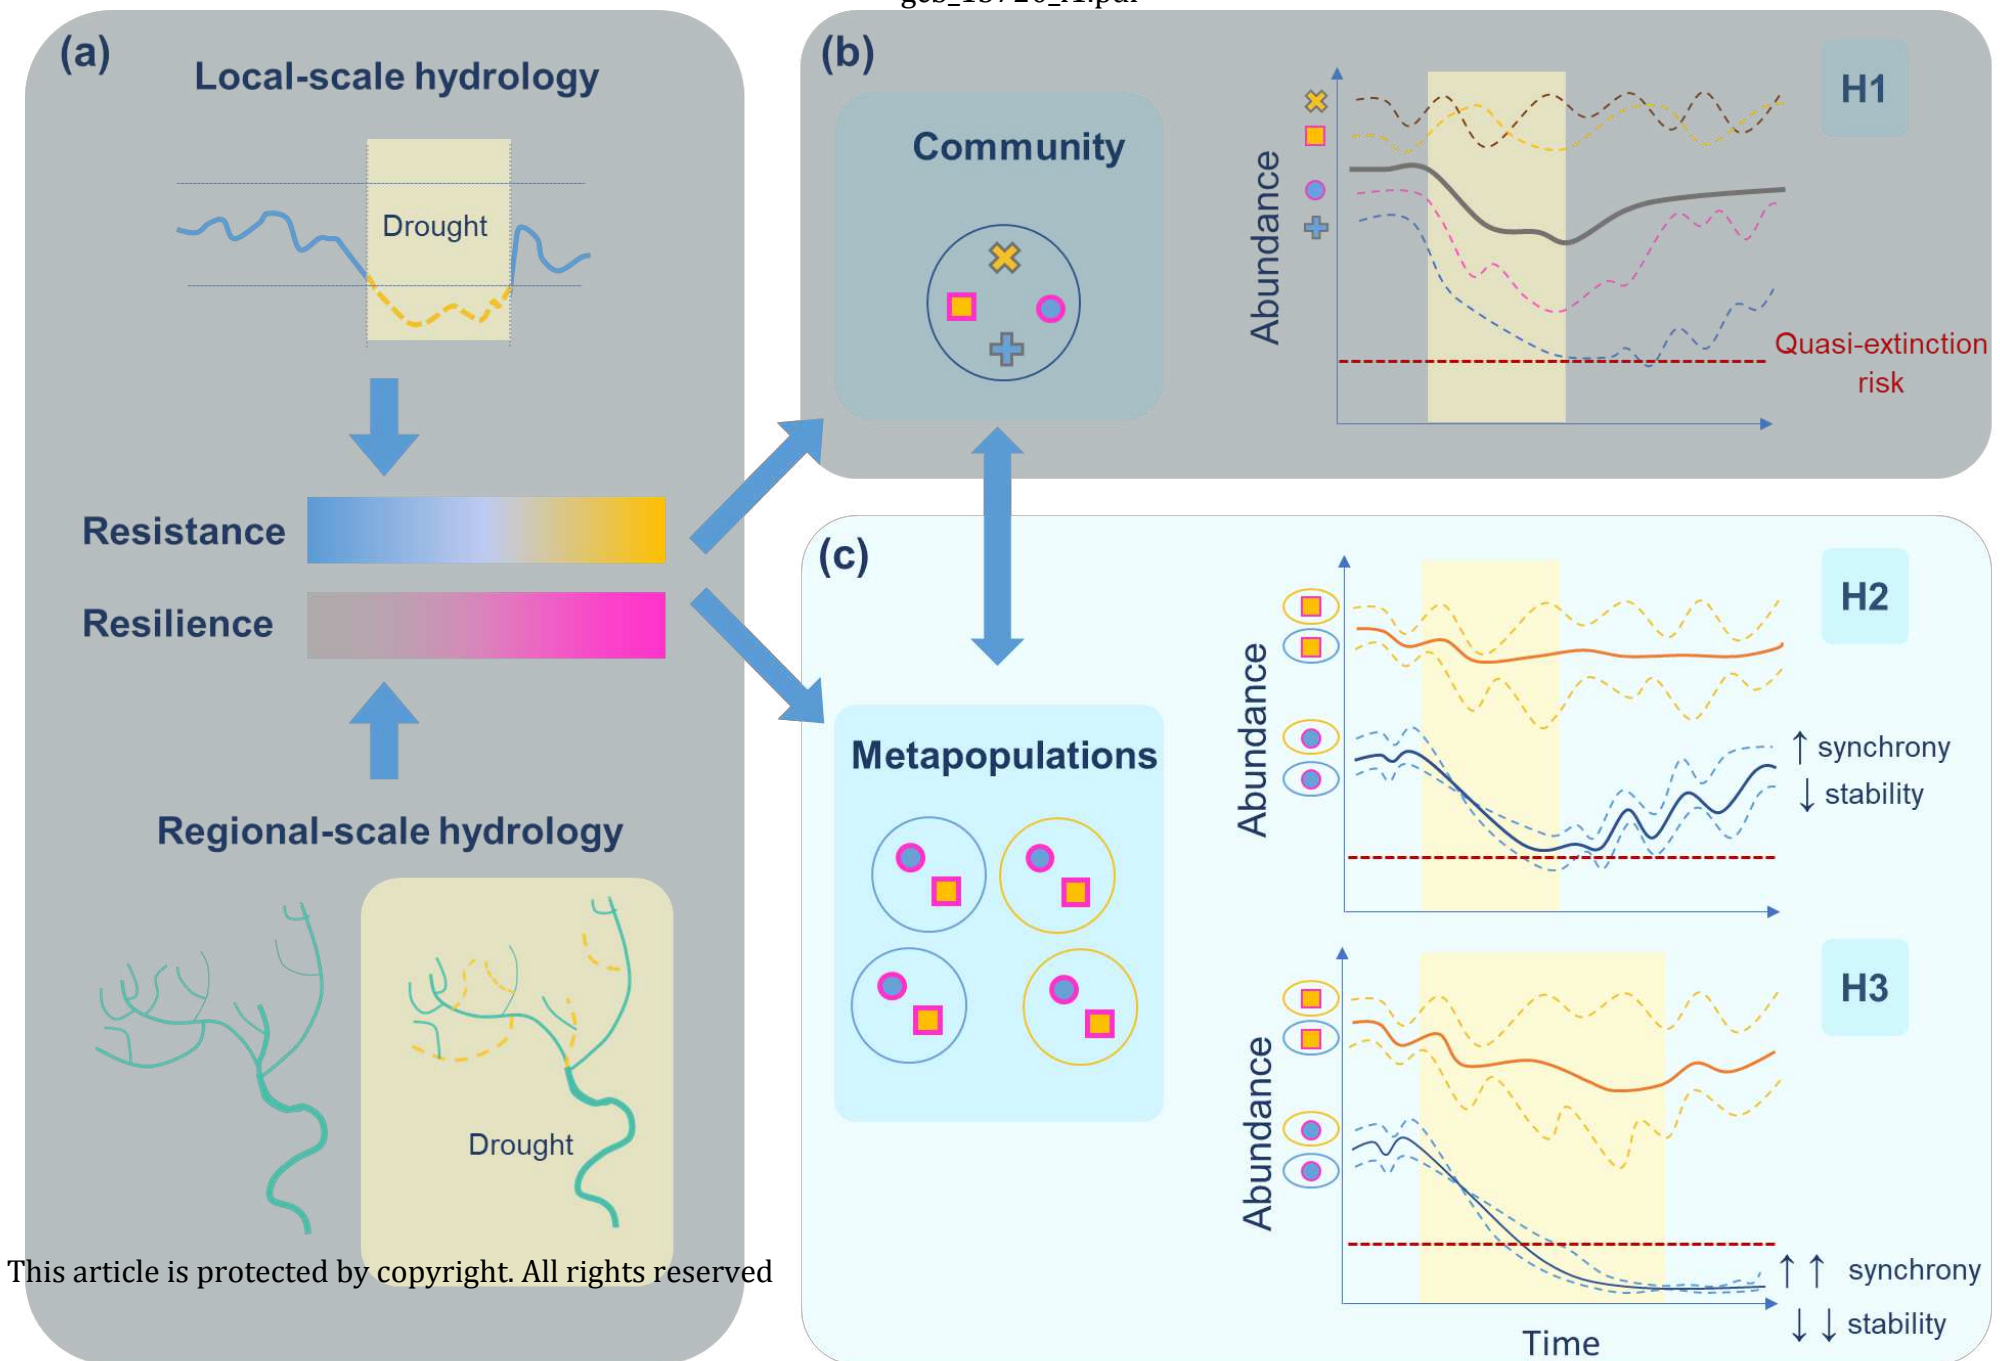 (a)
Local-scale hydrology
Drought
Resistance
Resilience
Regional-scale hydrology
Drought
This article is protected by copyright. All rights reserved
(b)
Community
Abundance
H1
Quasi-extinction
risk
(c)
Metapopulations
Abundance
H2
↑ synchrony
↓ stability
Abundance
H3
↑ ↑ synchrony
↓ ↓ stability
Time